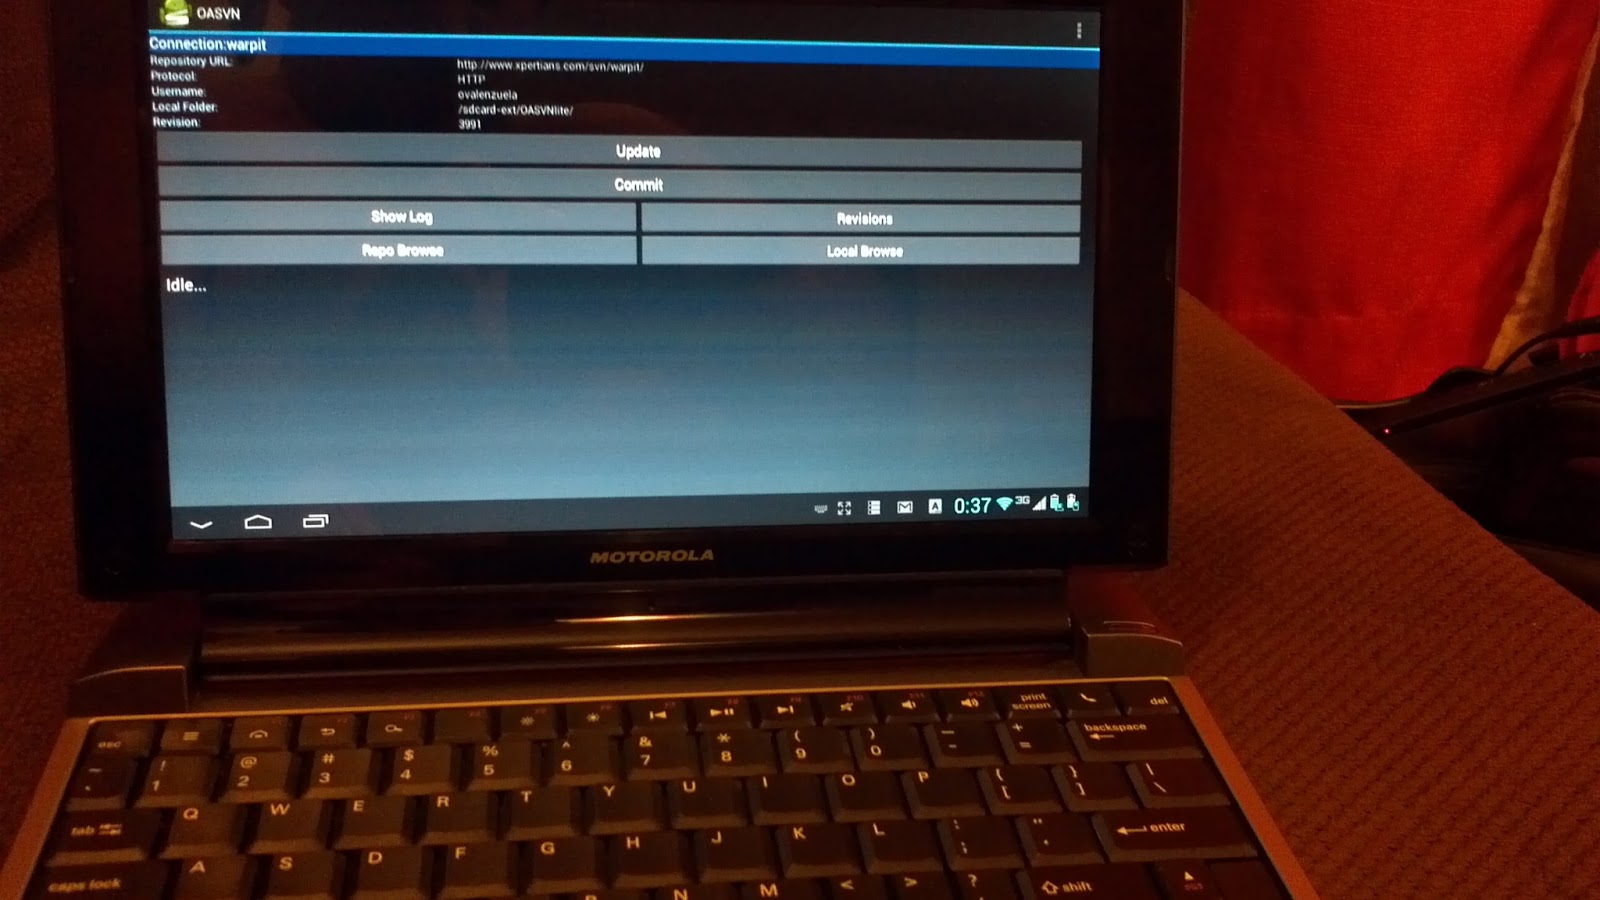 OASVN
Connection:warpit
Repository URL: http://www.xpertians.com/svn/warpit/
Protocol: HTTP
Username: ovalenzuela
Local Folder: /sdcard-ext/OASVNlite/
Revision: 3991
Update
Commit
Show Log Revisions
Repo Browse Local Browse
Idle...
A 0:37 3G
MOTOROLA
esc print screen del
~ ` ! 1 @ 2 # 3 $ 4 % 5 ^ 6 & 7 * 8 ( 9 ) 0 — - + = backspace
tab Q W E R T Y U I O P { [ } ] | \
caps lock A S D F G H J K L : ; " ' enter
B N M < > ? shift